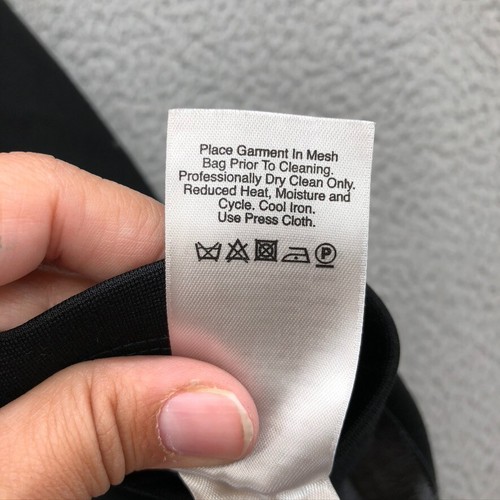 Place Garment In Mesh
Bag Prior To Cleaning.
Professionally Dry Clean Only.
Reduced Heat, Moisture and
Cycle. Cool Iron.
Use Press Cloth.
P